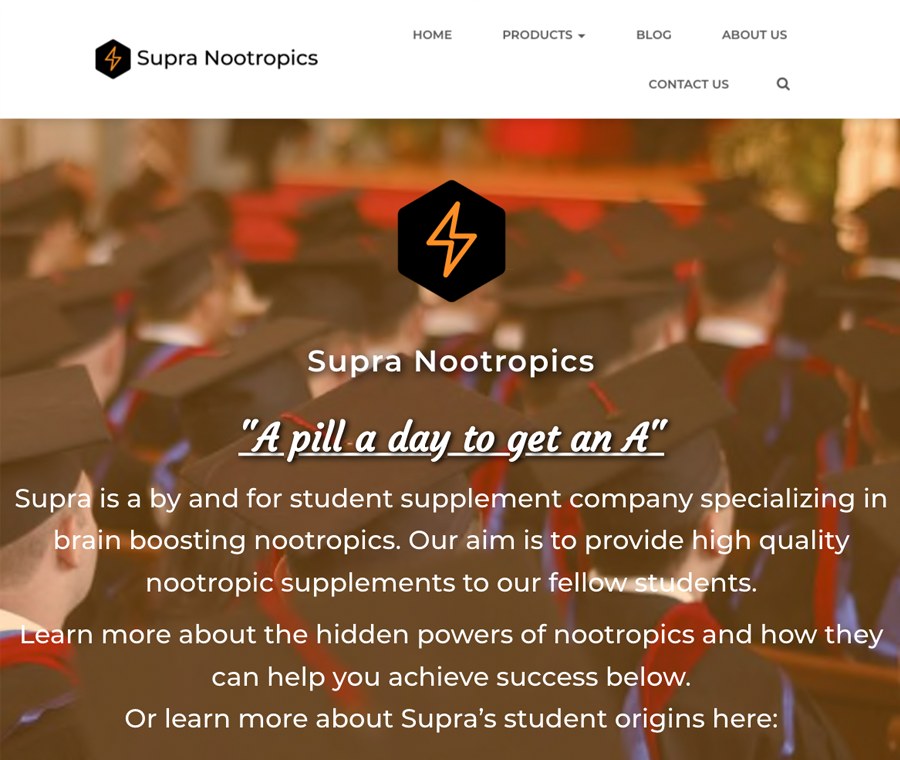 Supra Nootropics
HOME
PRODUCTS
BLOG
ABOUT US
CONTACT US
Supra Nootropics
"A pill a day to get an A"
Supra is a by and for student supplement company specializing in
brain boosting nootropics. Our aim is to provide high quality
nootropic supplements to our fellow students.
Learn more about the hidden powers of nootropics and how they
can help you achieve success below.
Or learn more about Supra’s student origins here: